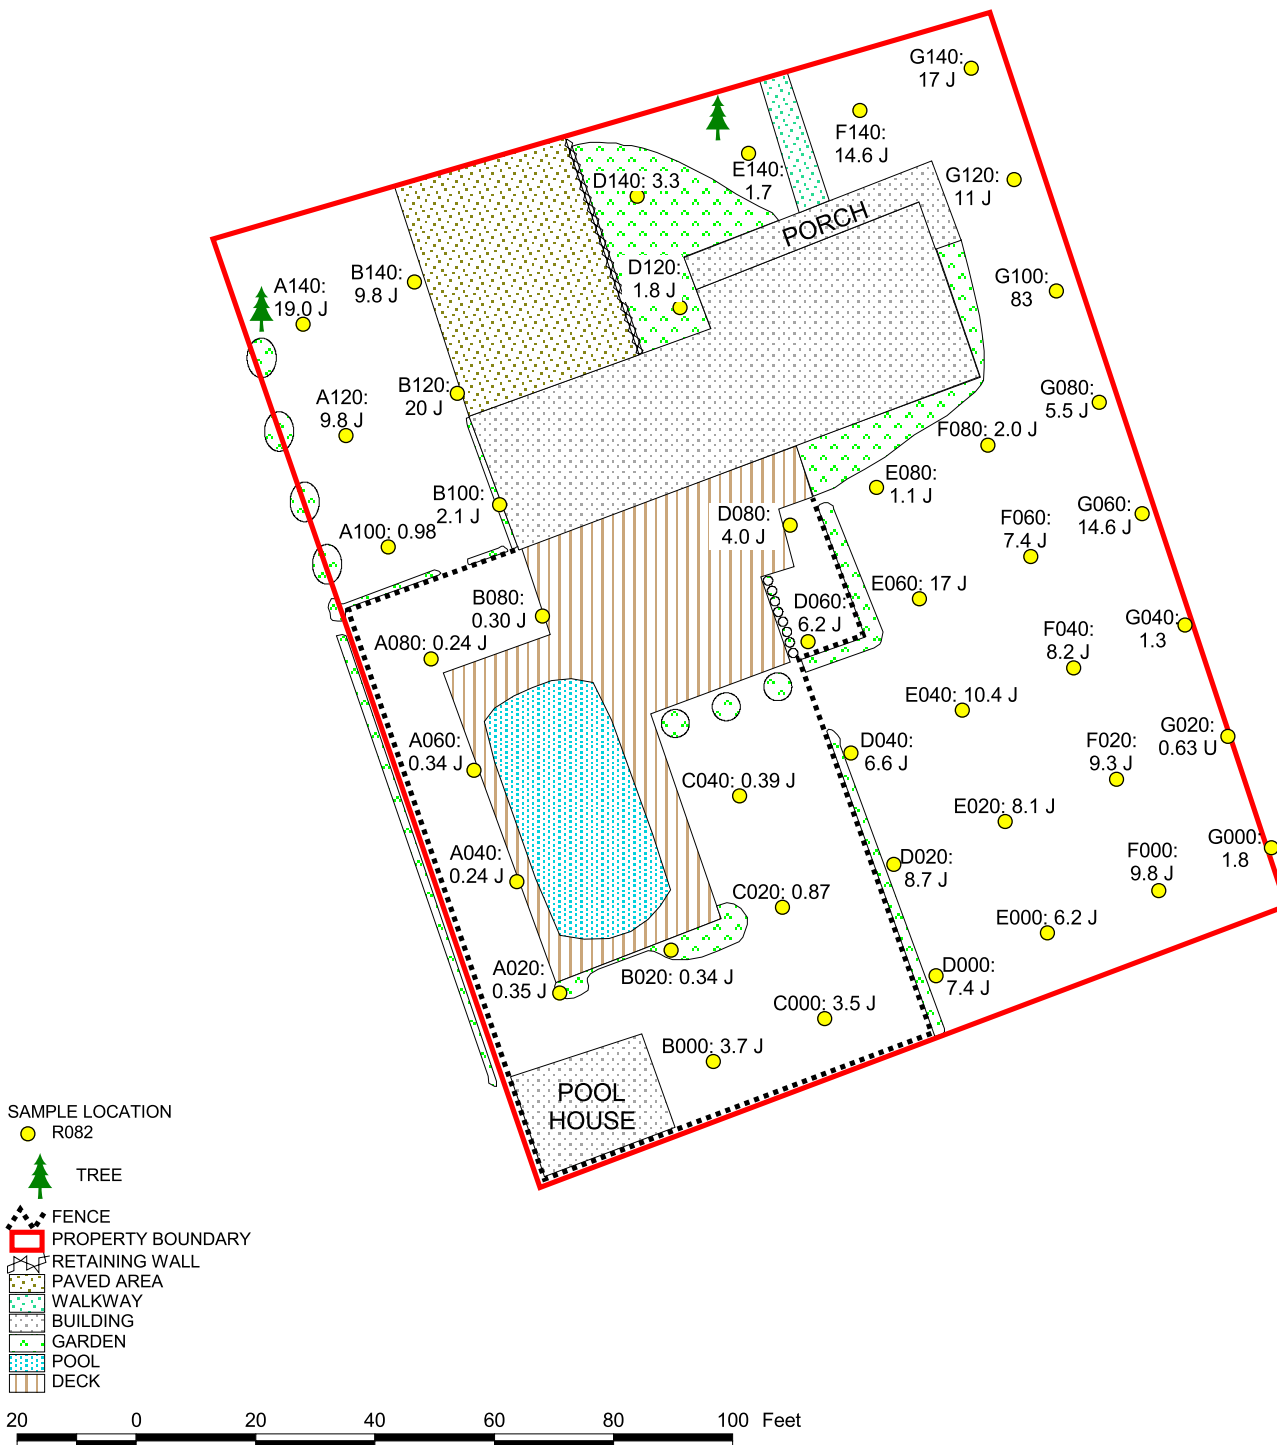 G140:
17 J
F140:
14.6 J
E140:
1.7
G120:
11 J
D140: 3.3
PORCH
D120:
1.8 J
G100:
83
B140:
9.8 J
A140:
19.0 J
B120:
20 J
A120:
9.8 J
G080:
5.5 J
F080: 2.0 J
E080:
1.1 J
B100:
2.1 J
D080:
4.0 J
G060:
14.6 J
F060:
7.4 J
A100: 0.98
E060: 17 J
B080:
0.30 J
D060:
6.2 J
A080: 0.24 J
G040:
1.3
F040:
8.2 J
E040: 10.4 J
A060:
0.34 J
D040:
6.6 J
G020:
0.63 U
F020:
9.3 J
C040: 0.39 J
E020: 8.1 J
A040:
0.24 J
D020:
8.7 J
G000:
1.8
F000:
9.8 J
C020: 0.87
E000: 6.2 J
A020:
0.35 J
B020: 0.34 J
D000:
7.4 J
C000: 3.5 J
B000: 3.7 J
POOL
HOUSE
SAMPLE LOCATION
R082
TREE
FENCE
PROPERTY BOUNDARY
RETAINING WALL
PAVED AREA
WALKWAY
BUILDING
GARDEN
POOL
DECK
20 0 20 40 60 80 100 Feet